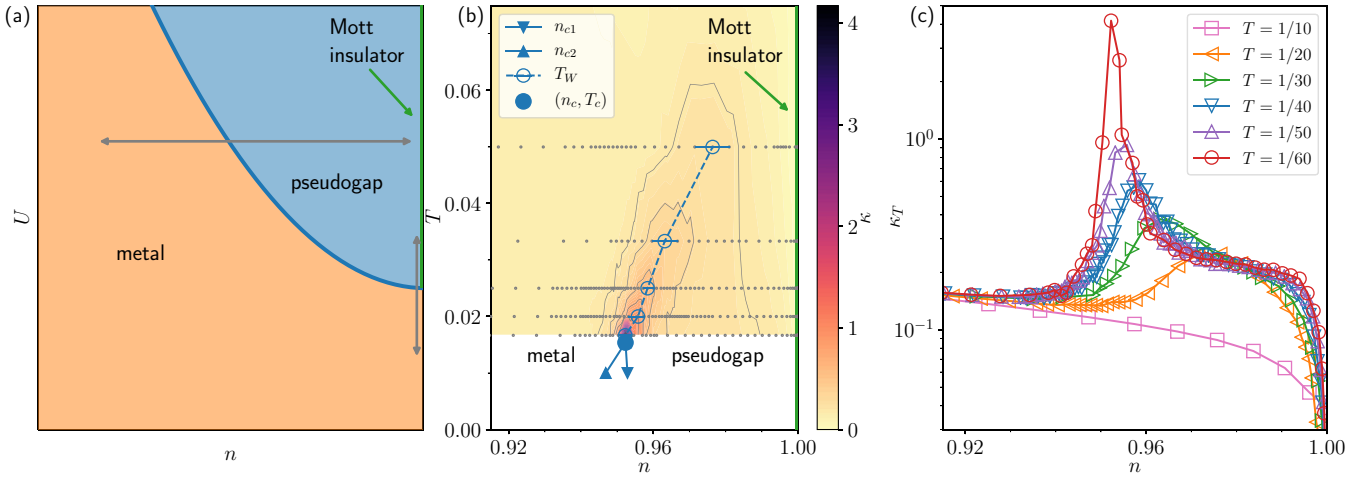 (a)
Mott
insulator
pseudogap
metal
U
n
(b)
n_{c1}
n_{c2}
T_W
(n_c, T_c)
Mott
insulator
metal
pseudogap
0.06
0.04
0.02
0.00
T
0.92
0.96
1.00
n
4
3
2
1
0
κ
(c)
T = 1/10
T = 1/20
T = 1/30
T = 1/40
T = 1/50
T = 1/60
10^0
10^{-1}
κ_T
0.92
0.96
1.00
n